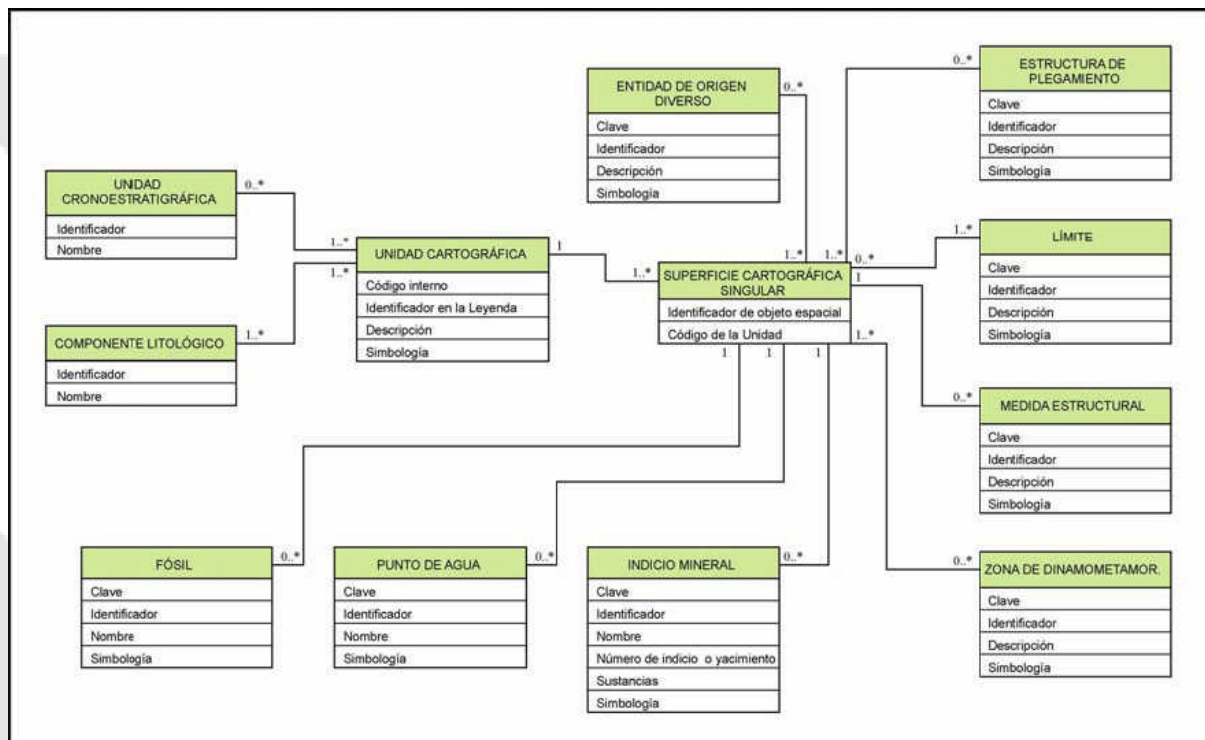 ENTIDAD DE ORIGEN
DIVERSO
Clave
Identificador
Descripción
Simbología
0..*
ESTRUCTURA DE
PLEGAMIENTO
Clave
Identificador
Descripción
Simbología
0..*
UNIDAD
CRONOESTRATIGRÁFICA
Identificador
Nombre
0..*
1..*
UNIDAD CARTOGRÁFICA
Código interno
Identificador en la Leyenda
Descripción
Simbología
1..*
1
1..*
COMPONENTE LITOLÓGICO
Identificador
Nombre
1..*
SUPERFICIE CARTOGRÁFICA
SINGULAR
Identificador de objeto espacial
Código de la Unidad
1..*
1..*
0..*
1
1..*
1
1
1
LÍMITE
Clave
Identificador
Descripción
Simbología
1..*
MEDIDA ESTRUCTURAL
Clave
Identificador
Descripción
Simbología
0..*
FÓSIL
Clave
Identificador
Nombre
Simbología
0..*
PUNTO DE AGUA
Clave
Identificador
Nombre
Simbología
0..*
INDICIO MINERAL
Clave
Identificador
Nombre
Número de indicio o yacimiento
Sustancias
Simbología
0..*
ZONA DE DINAMOMETAMOR.
Clave
Identificador
Descripción
Simbología
0..*